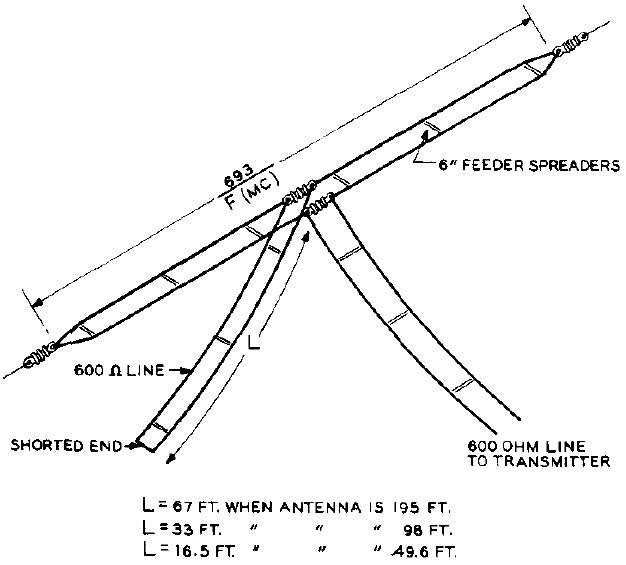 693
F (MC)
6" FEEDER SPREADERS
L
600 Ω LINE
SHORTED END
600 OHM LINE
TO TRANSMITTER
L = 67 FT. WHEN ANTENNA IS 195 FT.
L = 33 FT. " " " 98 FT.
L = 16.5 FT. " " " 49.6 FT.